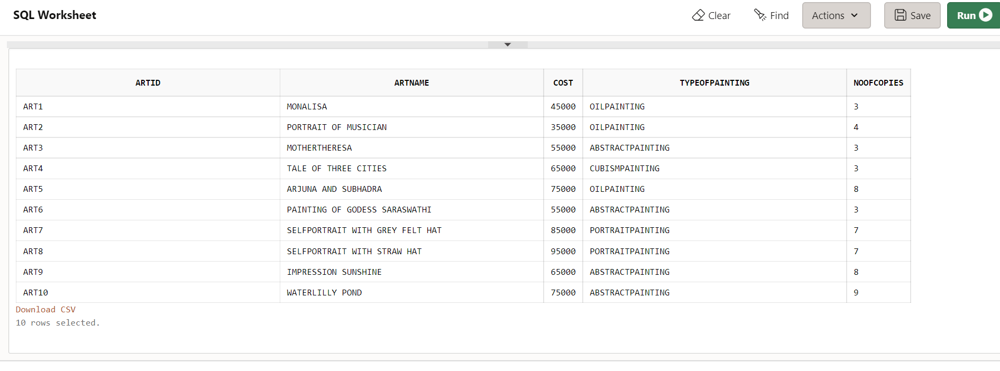 SQL Worksheet Clear Find Actions Save Run
ARTID ARTNAME COST TYPEOFPAINTING NOOFCOPIES
ART1 MONALISA 45000 OILPAINTING 3
ART2 PORTRAIT OF MUSICIAN 35000 OILPAINTING 4
ART3 MOTHERTHERESA 55000 ABSTRACTPAINTING 3
ART4 TALE OF THREE CITIES 65000 CUBISMPAINTING 3
ART5 ARJUNA AND SUBHADRA 75000 OILPAINTING 8
ART6 PAINTING OF GODESS SARASWATHI 55000 ABSTRACTPAINTING 3
ART7 SELFPORTRAIT WITH GREY FELT HAT 85000 PORTRAITPAINTING 7
ART8 SELFPORTRAIT WITH STRAW HAT 95000 PORTRAITPAINTING 7
ART9 IMPRESSION SUNSHINE 65000 ABSTRACTPAINTING 8
ART10 WATERLILLY POND 75000 ABSTRACTPAINTING 9
Download CSV
10 rows selected.